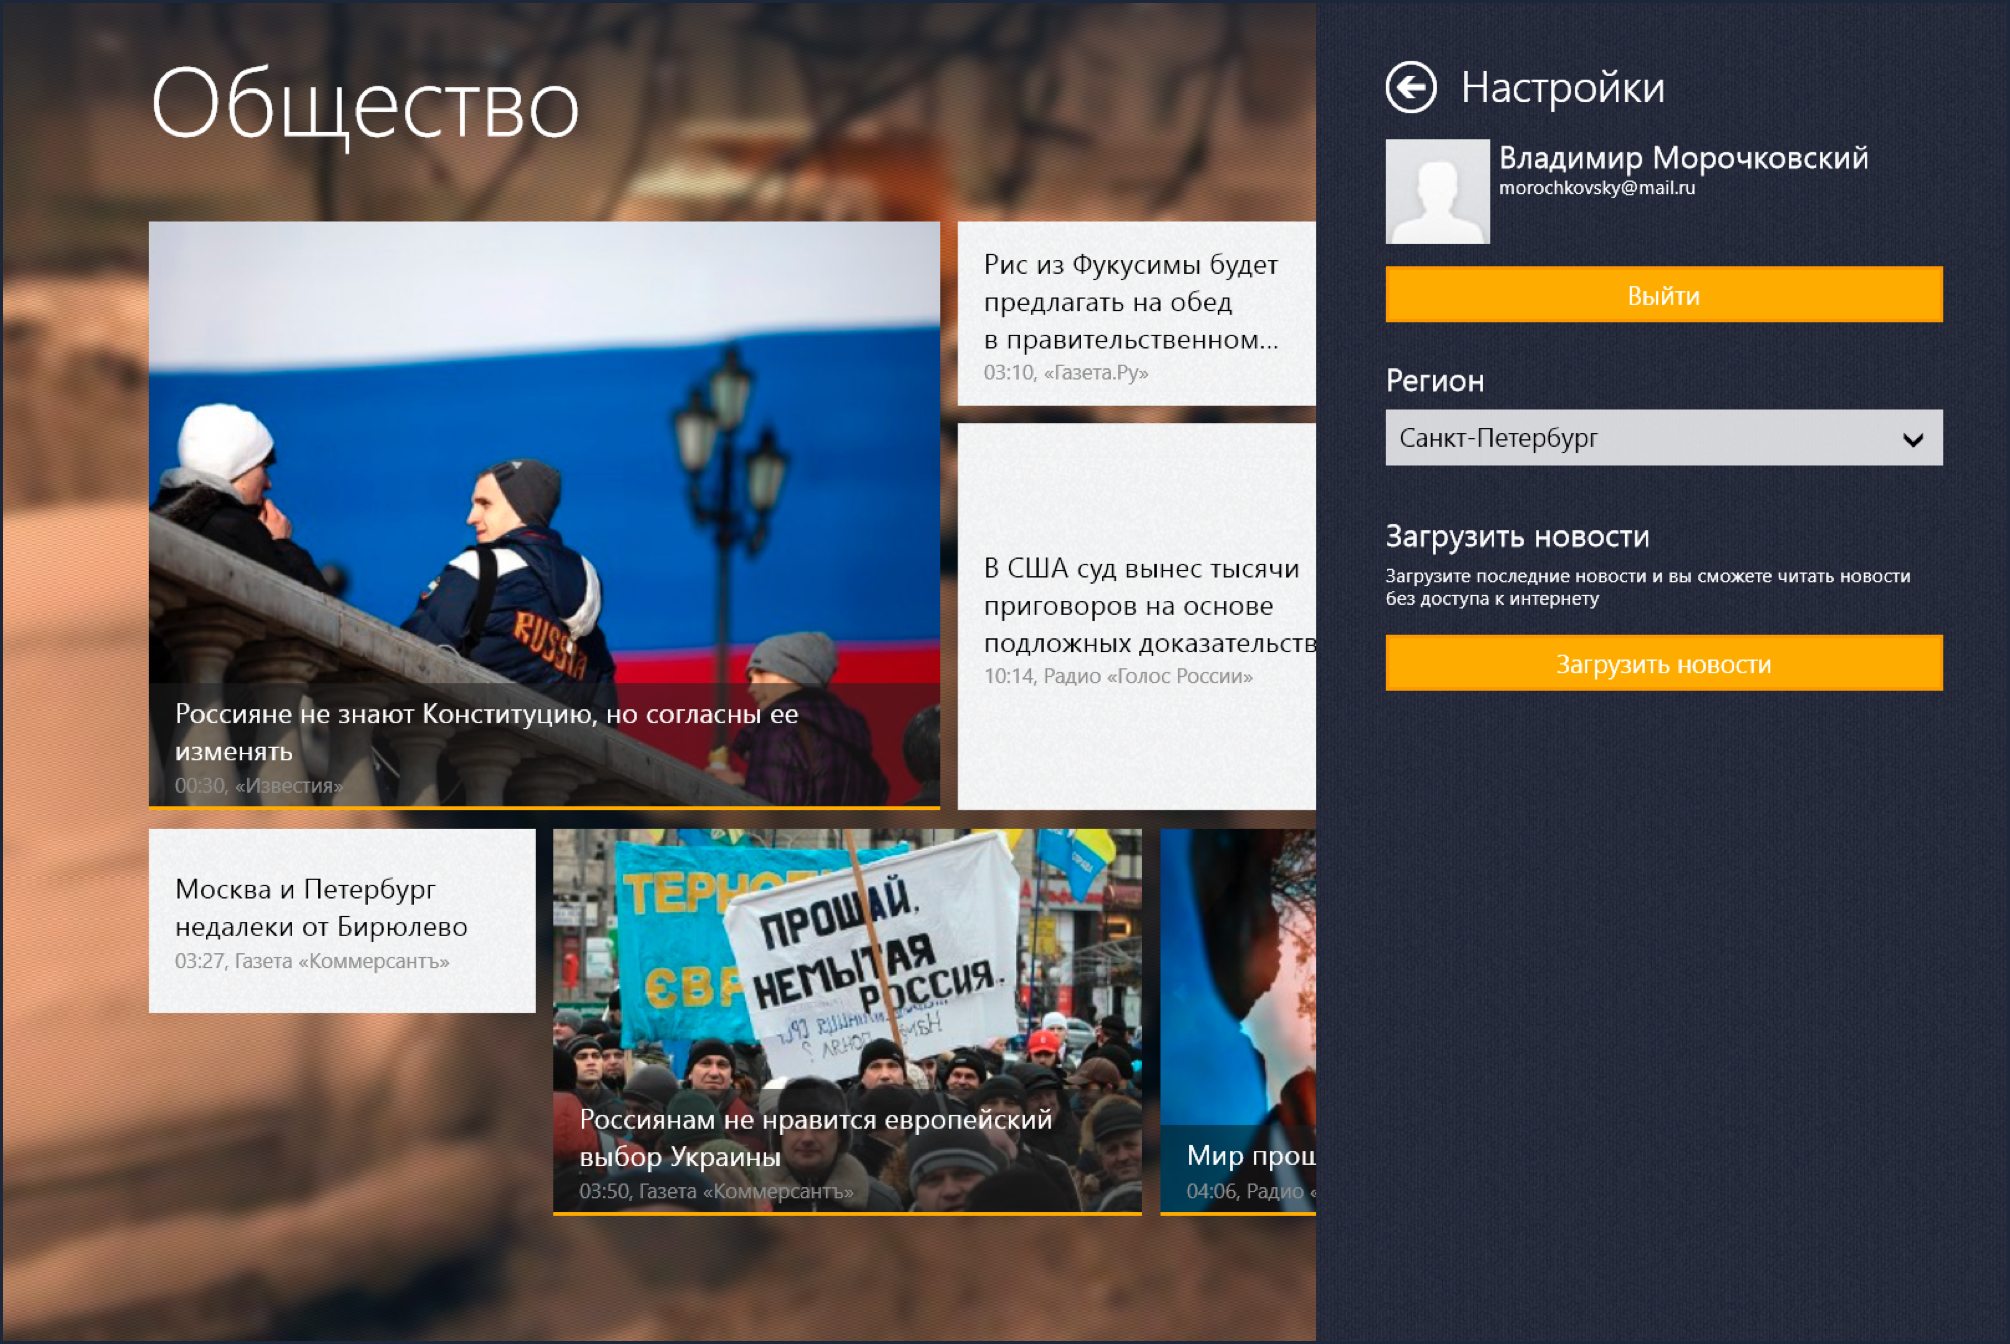 Общество
Рис из Фукусимы будет
предлагать на обед
в правительственном...
03:10, «Газета.Ру»
RUSSIA
Россияне не знают Конституцию, но согласны ее
изменять
00:30, «Известия»
В США суд вынес тысячи
приговоров на основе
подложных доказательств
10:14, Радио «Голос России»
Москва и Петербург
недалеки от Бирюлево
03:27, Газета «Коммерсантъ»
ПРОЩАЙ,
НЕМЫТАЯ
РОССИЯ.
Россиянам не нравится европейский
выбор Украины
03:50, Газета «Коммерсантъ»
Мир прощ
04:06, Радио «
Настройки
Владимир Морочковский
morochkovsky@mail.ru
Выйти
Регион
Санкт-Петербург
Загрузить новости
Загрузите последние новости и вы сможете читать новости
без доступа к интернету
Загрузить новости